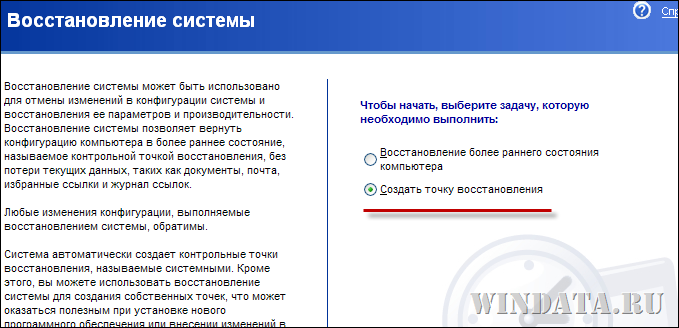 Восстановление системы
Спр
Восстановление системы может быть использовано
для отмены изменений в конфигурации системы и
восстановления ее параметров и производительности.
Восстановление системы позволяет вернуть
конфигурацию компьютера в более раннее состояние,
называемое контрольной точкой восстановления, без
потери текущих данных, таких как документы, почта,
избранные ссылки и журнал ссылок.
Любые изменения конфигурации, выполняемые
восстановлением системы, обратимы.
Система автоматически создает контрольные точки
восстановления, называемые системными. Кроме
этого, вы можете использовать восстановление
системы для создания собственных точек, что может
оказаться полезным при установке нового
программного обеспечения или внесении изменений в
Чтобы начать, выберите задачу, которую
необходимо выполнить:
Восстановление более раннего состояния
компьютера
Создать точку восстановления
WINDATA.RU